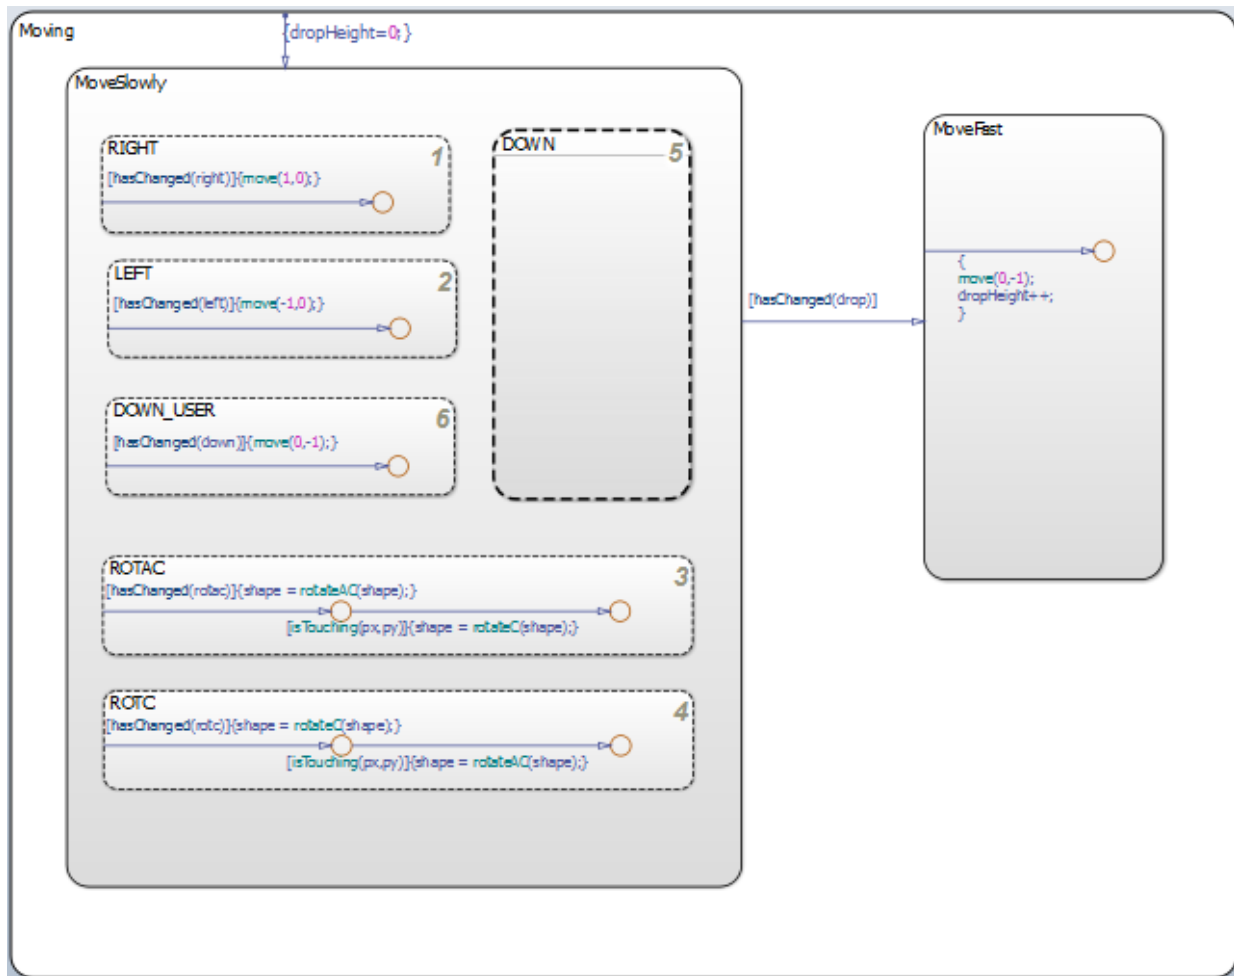 Moving
{dropHeight=0;}
MoveSlowly
RIGHT
1
[hasChanged(right)]{move(1,0);}
LEFT
2
[hasChanged(left)]{move(-1,0);}
DOWN_USER
6
[hasChanged(down)]{move(0,-1);}
DOWN
5
ROTAC
3
[hasChanged(rotac)]{shape = rotateAC(shape);}
[isTouching(px,py)]{shape = rotateC(shape);}
ROTC
4
[hasChanged(rotc)]{shape = rotateC(shape);}
[isTouching(px,py)]{shape = rotateAC(shape);}
[hasChanged(drop)]
MoveFast
{
move(0,-1);
dropHeight++;
}